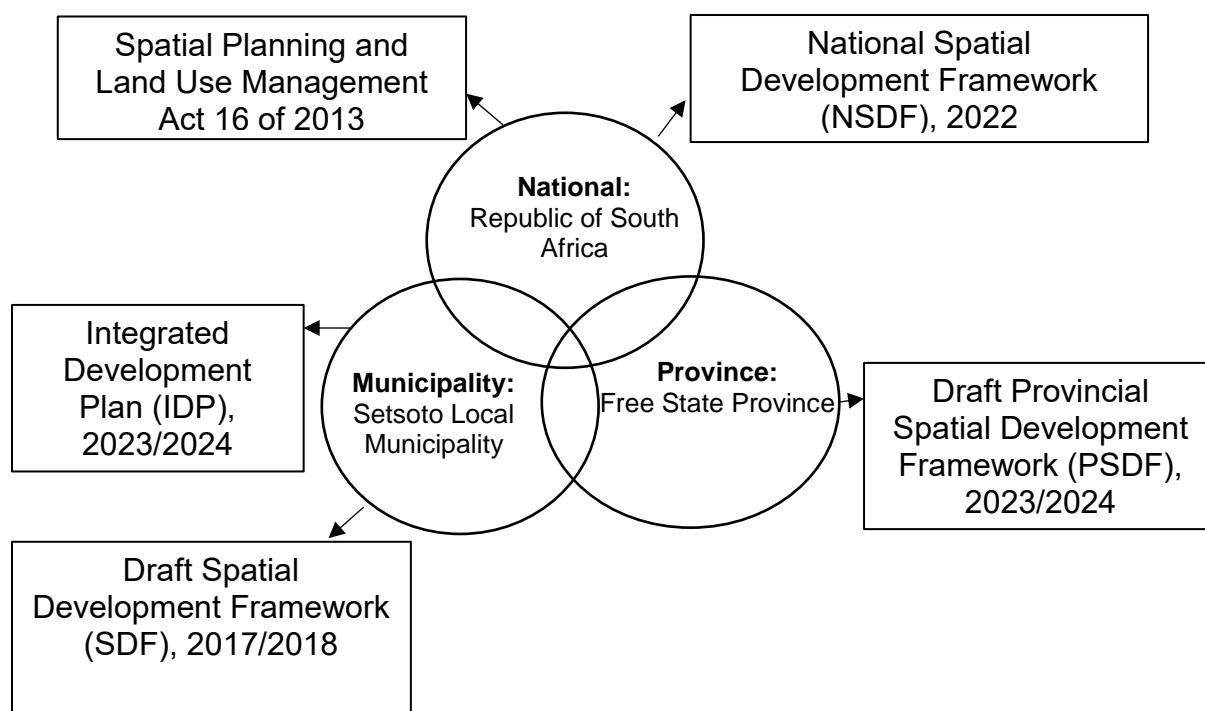 Spatial Planning and
Land Use Management
Act 16 of 2013
National Spatial
Development Framework
(NSDF), 2022
National:
Republic of South
Africa
Integrated
Development
Plan (IDP),
2023/2024
Municipality:
Setsoto Local
Municipality
Province:
Free State Province
Draft Provincial
Spatial Development
Framework (PSDF),
2023/2024
Draft Spatial
Development Framework
(SDF), 2017/2018